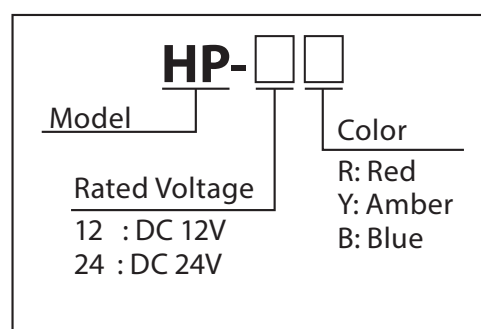 HP-□□
Model
Color
R: Red
Y: Amber
B: Blue
Rated Voltage
12 : DC 12V
24 : DC 24V